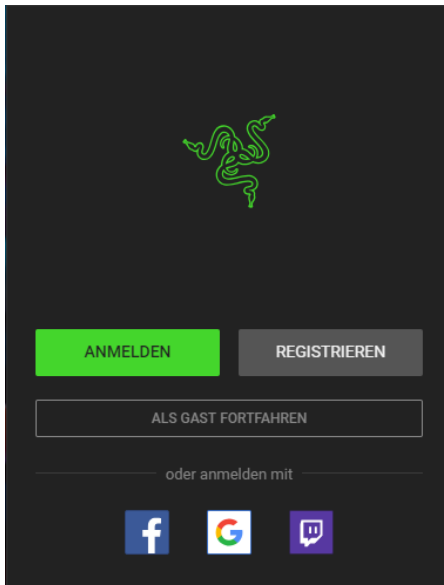 ANMELDEN
REGISTRIEREN
ALS GAST FORTFAHREN
oder anmelden mit